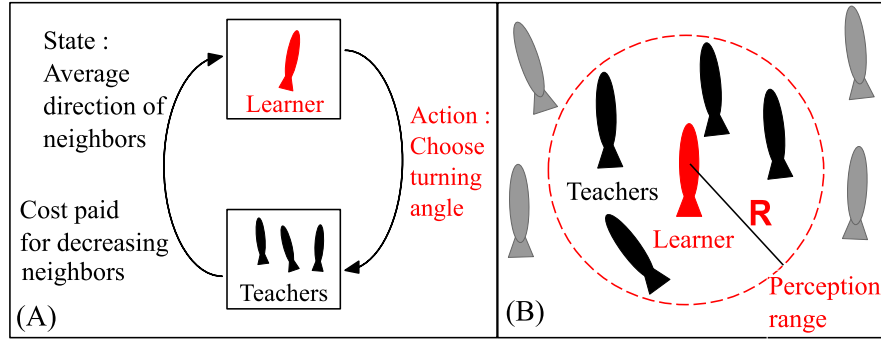 State :
Average
direction of
neighbors
Learner
Action :
Choose
turning
angle
Cost paid
for decreasing
neighbors
Teachers
(A)
Teachers
R
Learner
Perception
range
(B)